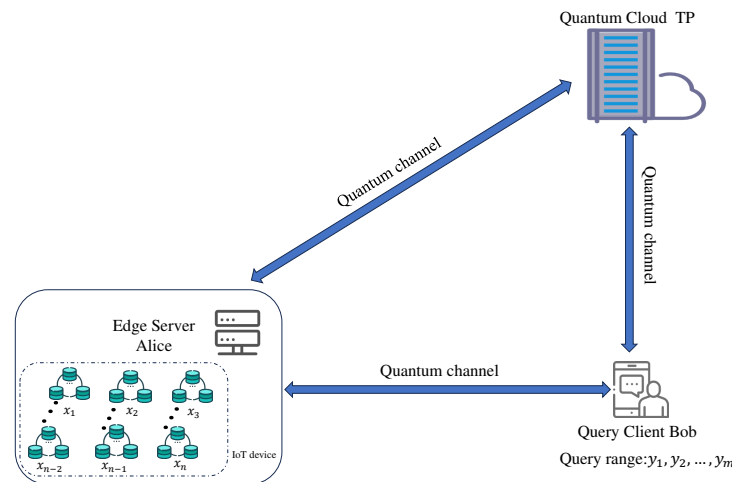 Quantum Cloud TP
Quantum channel
Quantum channel
Edge Server
Alice
Quantum channel
x₁
x₂
x₃
xₙ₋₂
xₙ₋₁
xₙ
IoT device
Query Client Bob
Query range:y₁, y₂, ..., yₘ